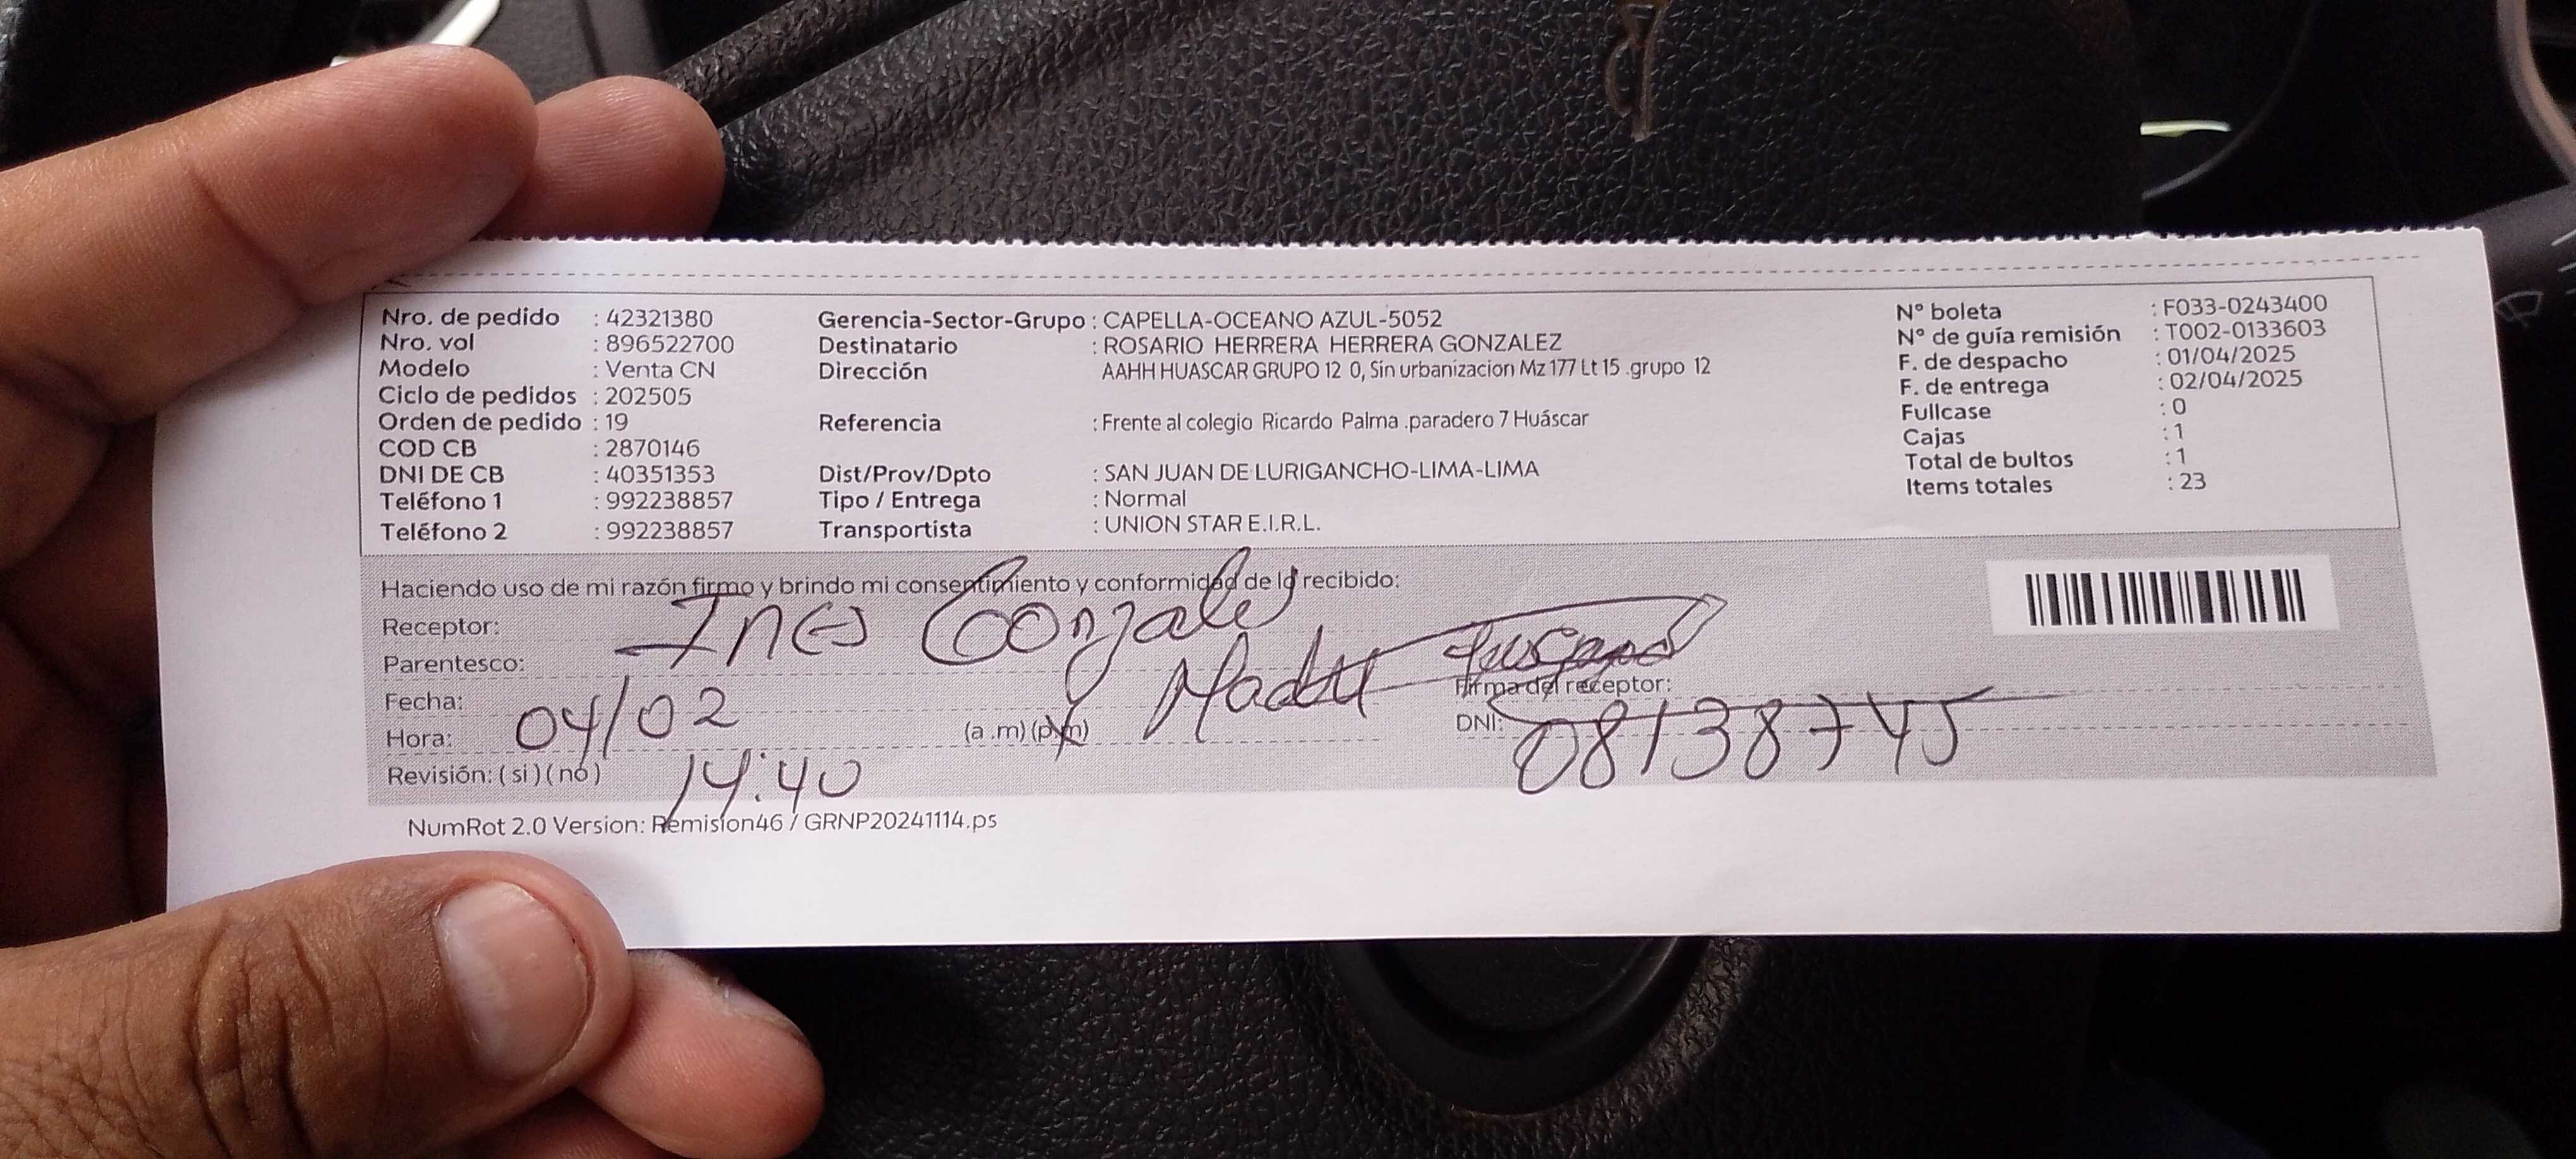 Nro. de pedido : 42321380
Nro. vol : 896522700
Modelo : Venta CN
Ciclo de pedidos : 202505
Orden de pedido : 19
COD CB : 2870146
DNI DE CB : 40351353
Teléfono 1 : 992238857
Teléfono 2 : 992238857
Gerencia-Sector-Grupo : CAPELLA-OCEANO AZUL-5052
Destinatario : ROSARIO HERRERA HERRERA GONZALEZ
Dirección AAHH HUASCAR GRUPO 12 0, Sin urbanizacion Mz 177 Lt 15 .grupo 12
Referencia : Frente al colegio Ricardo Palma .paradero 7 Huáscar
Dist/Prov/Dpto : SAN JUAN DE LURIGANCHO-LIMA-LIMA
Tipo / Entrega : Normal
Transportista : UNION STAR E.I.R.L.
N° boleta : F033-0243400
N° de guía remisión : T002-0133603
F. de despacho : 01/04/2025
F. de entrega : 02/04/2025
Fullcase : 0
Cajas : 1
Total de bultos : 1
Items totales : 23
Haciendo uso de mi razón firmo y brindo mi consentimiento y conformidad de lo recibido:
Receptor: Ines Gonzales
Parentesco:
Fecha: 04/02
Hora: 14:40 (a .m) (p.m)
Firma del receptor:
DNI: 08138745
Revisión: ( si ) ( no )
NumRot 2.0 Version: Remision46 / GRNP20241114.ps